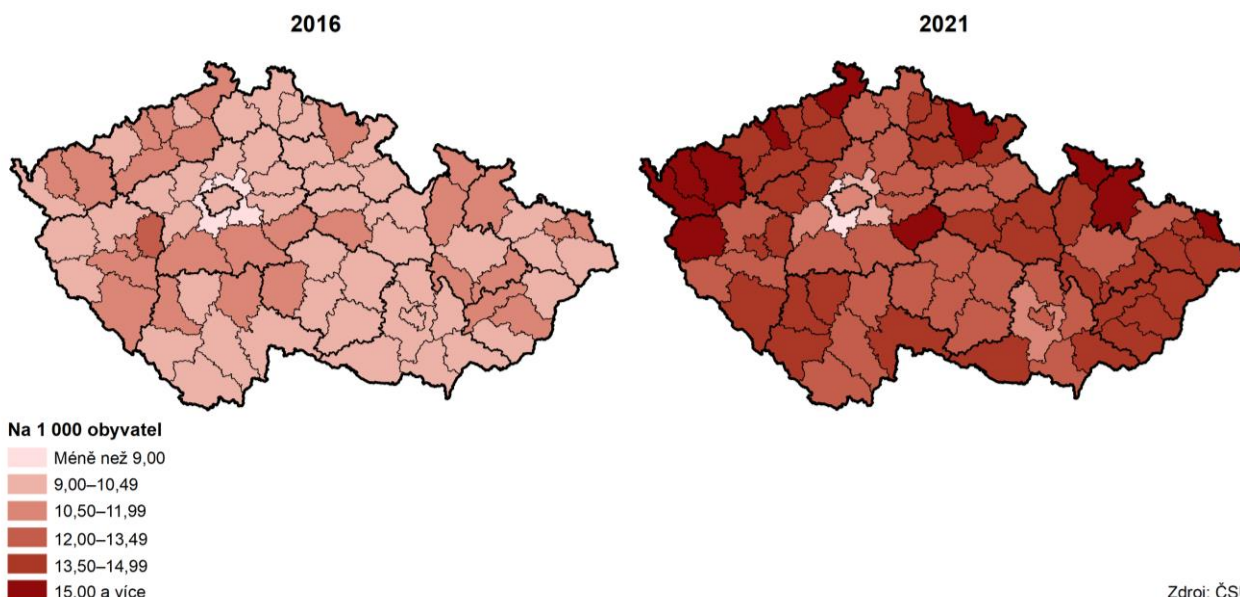 2016
2021
Na 1 000 obyvatel
Méně než 9,00
9,00–10,49
10,50–11,99
12,00–13,49
13,50–14,99
15,00 a více
Zdroj: